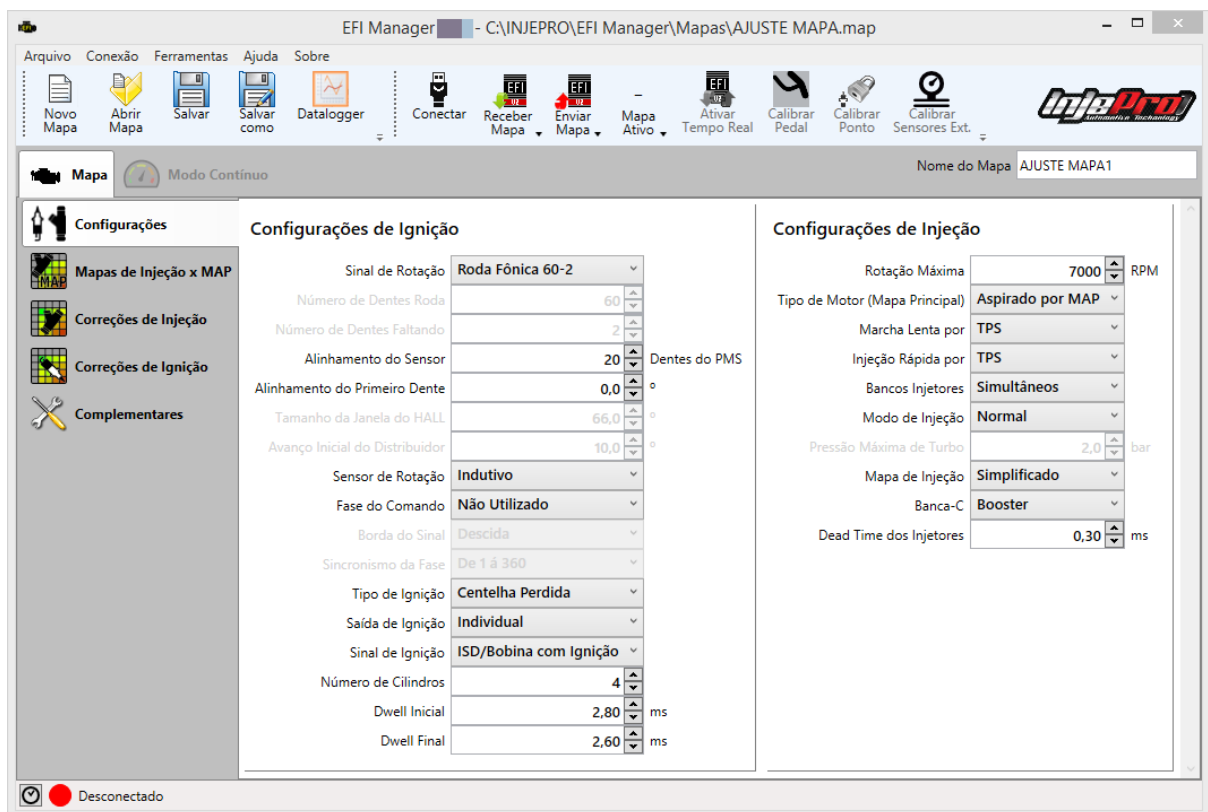 EFI Manager - C:\INJEPRO\EFI Manager\Mapas\AJUSTE MAPA.map
Arquivo Conexão Ferramentas Ajuda Sobre
Novo Mapa
Abrir Mapa
Salvar
Salvar como
Datalogger
Conectar
EFI
Receber Mapa
EFI
Enviar Mapa
–
Mapa Ativo
EFI
Ativar Tempo Real
Calibrar Pedal
Calibrar Ponto
Calibrar Sensores Ext.
InjePro!
Automotive Technology
Mapa
Modo Contínuo
Nome do Mapa AJUSTE MAPA1
Configurações
MAP
Mapas de Injeção x MAP
Correções de Injeção
Correções de Ignição
Complementares
Configurações de Ignição
Sinal de Rotação Roda Fônica 60-2
Número de Dentes Roda 60
Número de Dentes Faltando 2
Alinhamento do Sensor 20 Dentes do PMS
Alinhamento do Primeiro Dente 0,0 °
Tamanho da Janela do HALL 66,0 °
Avanço Inicial do Distribuidor 10,0 °
Sensor de Rotação Indutivo
Fase do Comando Não Utilizado
Borda do Sinal Descida
Sincronismo da Fase De 1 á 360
Tipo de Ignição Centelha Perdida
Saída de Ignição Individual
Sinal de Ignição ISD/Bobina com Ignição
Número de Cilindros 4
Dwell Inicial 2,80 ms
Dwell Final 2,60 ms
Configurações de Injeção
Rotação Máxima 7000 RPM
Tipo de Motor (Mapa Principal) Aspirado por MAP
Marcha Lenta por TPS
Injeção Rápida por TPS
Bancos Injetores Simultâneos
Modo de Injeção Normal
Pressão Máxima de Turbo 2,0 bar
Mapa de Injeção Simplificado
Banca-C Booster
Dead Time dos Injetores 0,30 ms
Desconectado